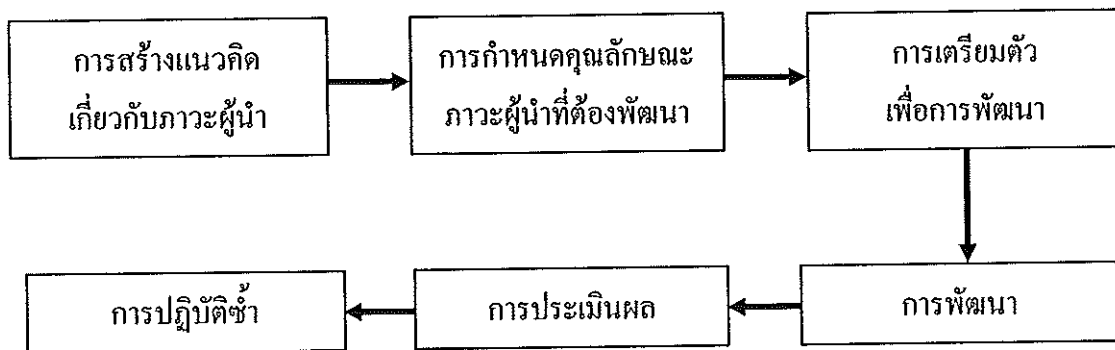 การสร้างแนวคิด
เกี่ยวกับภาวะผู้นำ
การกำหนดคุณลักษณะ
ภาวะผู้นำที่ต้องพัฒนา
การเตรียมตัว
เพื่อการพัฒนา
การพัฒนา
การประเมินผล
การปฏิบัติซ้ำ